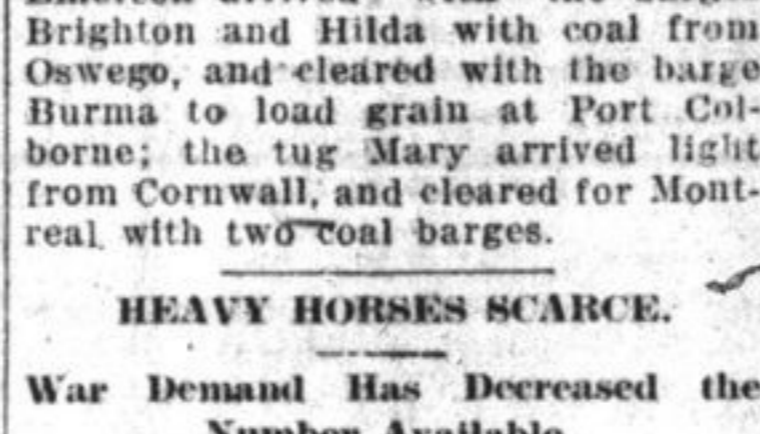 Brighton and Hilda with coal from
Oswego, and cleared with the barge
Burma to load grain at Port Col-
borne; the tug Mary arrived light
from Cornwall, and cleared for Mont-
real with two coal barges.
HEAVY HORSES SCARCE.
War Demand Has Decreased the
Number Available